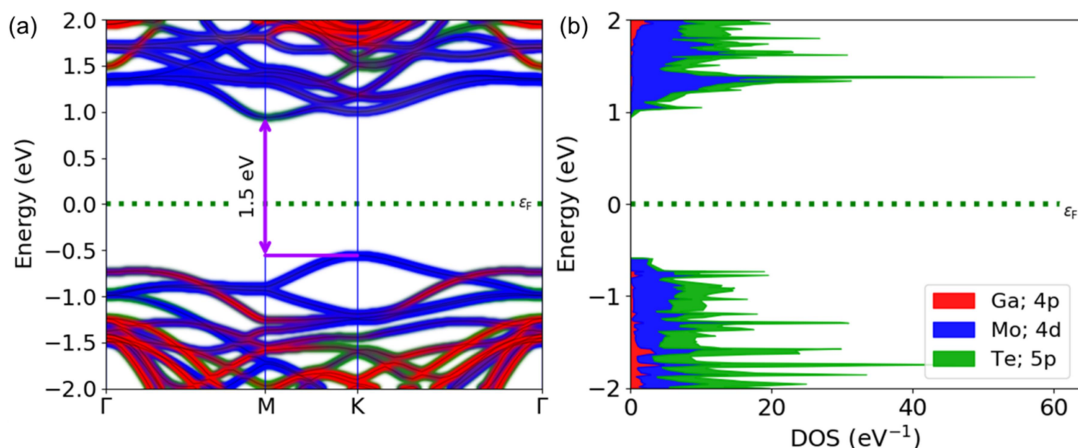 (a)
Energy (eV)
2.0
1.5
1.0
0.5
0.0
−0.5
−1.0
−1.5
−2.0
1.5 eV
εF
Γ
M
K
Γ
(b)
Energy (eV)
2
1
0
−1
−2
εF
Ga; 4p
Mo; 4d
Te; 5p
0
20
40
60
DOS (eV⁻¹)